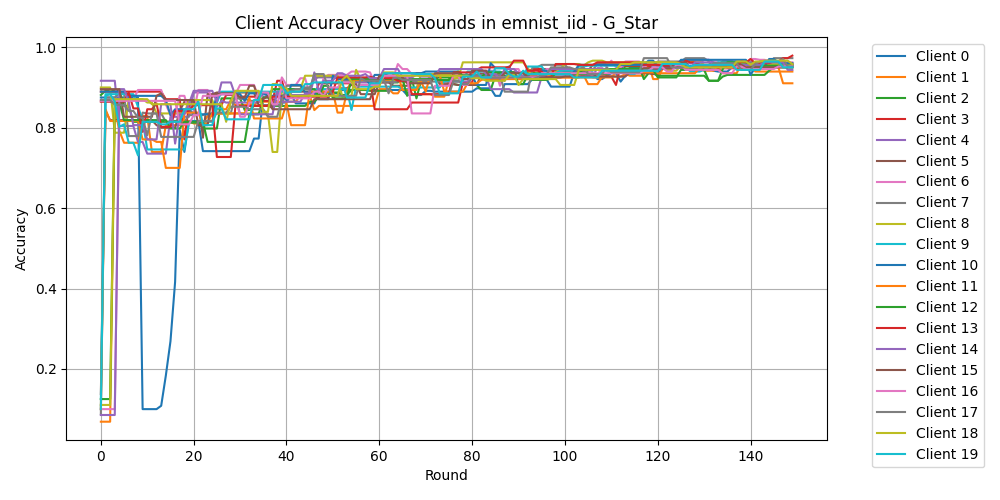 Client Accuracy Over Rounds in emnist_iid - G_Star
Accuracy
1.0
0.8
0.6
0.4
0.2
0 20 40 60 80 100 120 140
Round
Client 0
Client 1
Client 2
Client 3
Client 4
Client 5
Client 6
Client 7
Client 8
Client 9
Client 10
Client 11
Client 12
Client 13
Client 14
Client 15
Client 16
Client 17
Client 18
Client 19